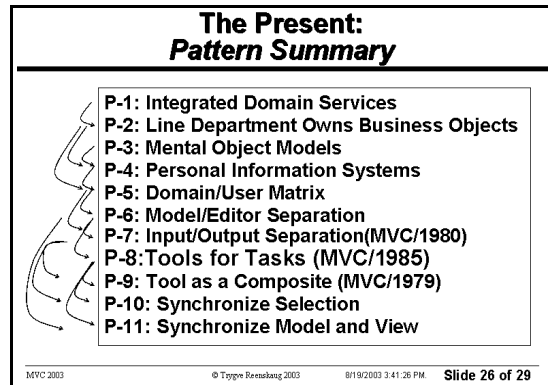 The Present:
Pattern Summary
P-1: Integrated Domain Services
P-2: Line Department Owns Business Objects
P-3: Mental Object Models
P-4: Personal Information Systems
P-5: Domain/User Matrix
P-6: Model/Editor Separation
P-7: Input/Output Separation(MVC/1980)
P-8:Tools for Tasks (MVC/1985)
P-9: Tool as a Composite (MVC/1979)
P-10: Synchronize Selection
P-11: Synchronize Model and View
MVC 2003 © Trygve Reenskaug 2003 8/19/2003 3:41:26 PM. Slide 26 of 29